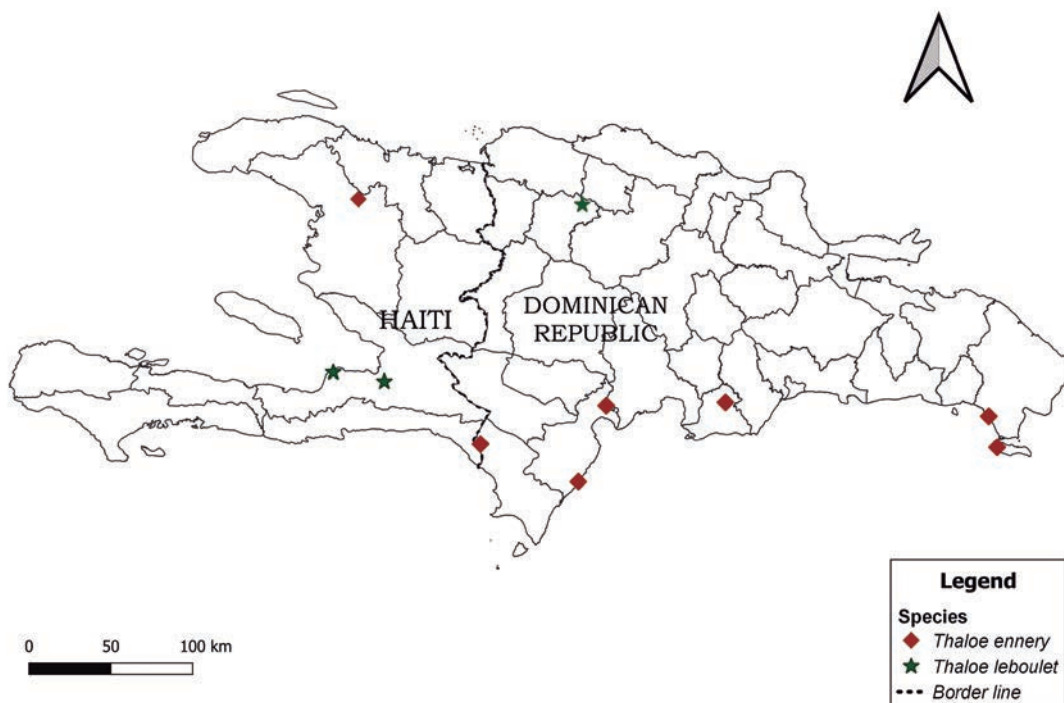 HAITI
DOMINICAN
REPUBLIC
0 50 100 km
Legend
Species
Thaloe ennery
Thaloe leboulet
Border line